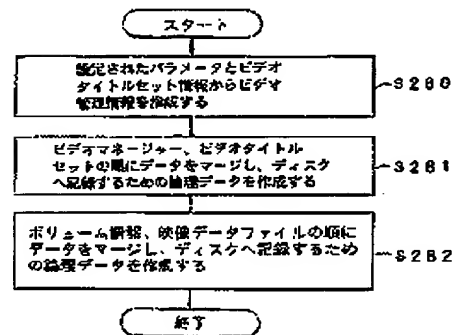 スタート
設定されたパラメータとビデオ
タイトルセット情報からビデオ
管理情報を作成する
S280
ビデオマネージャー、ビデオタイトル
セットの順にデータをマージし、ディスク
へ記録するための論理データを作成する
S281
ボリューム情報、映像データファイルの順に
データをマージし、ディスクへ記録するため
の論理データを作成する
S282
終了